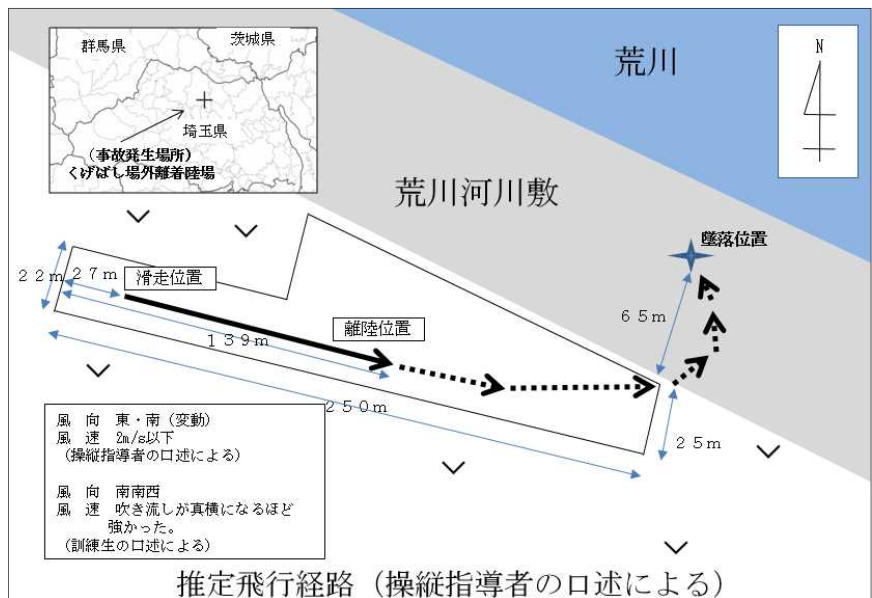 群馬県
茨城県
埼玉県
(事故発生場所)
くげばし場外離着陸場
荒川
N
荒川河川敷
墜落位置
22m
27m
滑走位置
離陸位置
139m
65m
250m
25m
風 向 東・南(変動)
風 速 2m/s以下
(操縦指導者の口述による)
風 向 南南西
風 速 吹き流しが真横になるほど
強かった。
(訓練生の口述による)
推定飛行経路(操縦指導者の口述による)